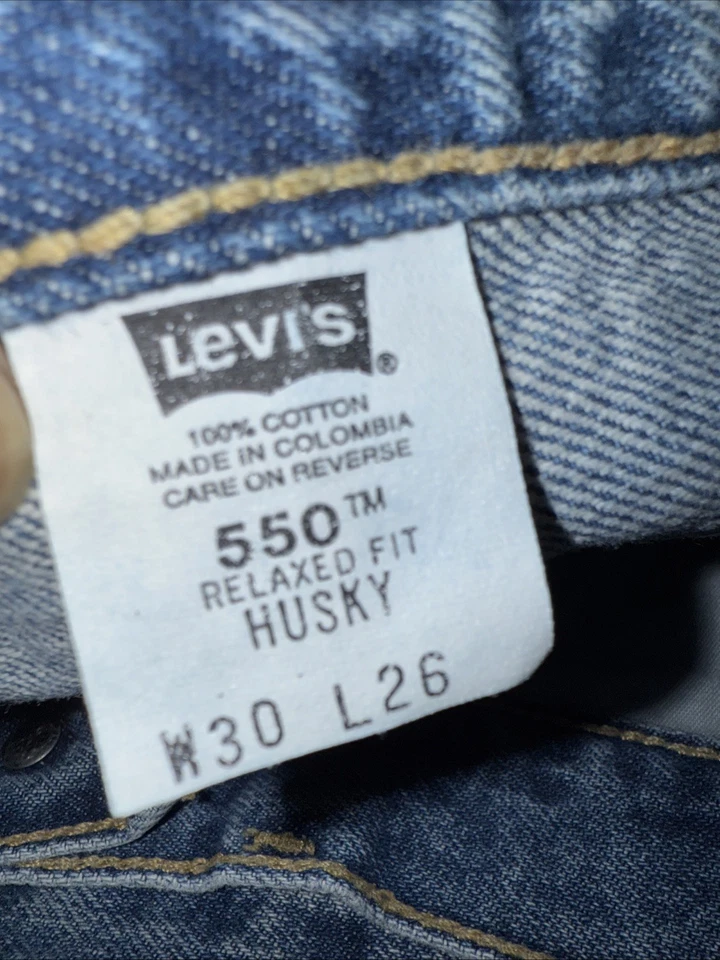 Levi's®
100% COTTON
MADE IN COLOMBIA
CARE ON REVERSE
550™
RELAXED FIT
HUSKY
W30 L26